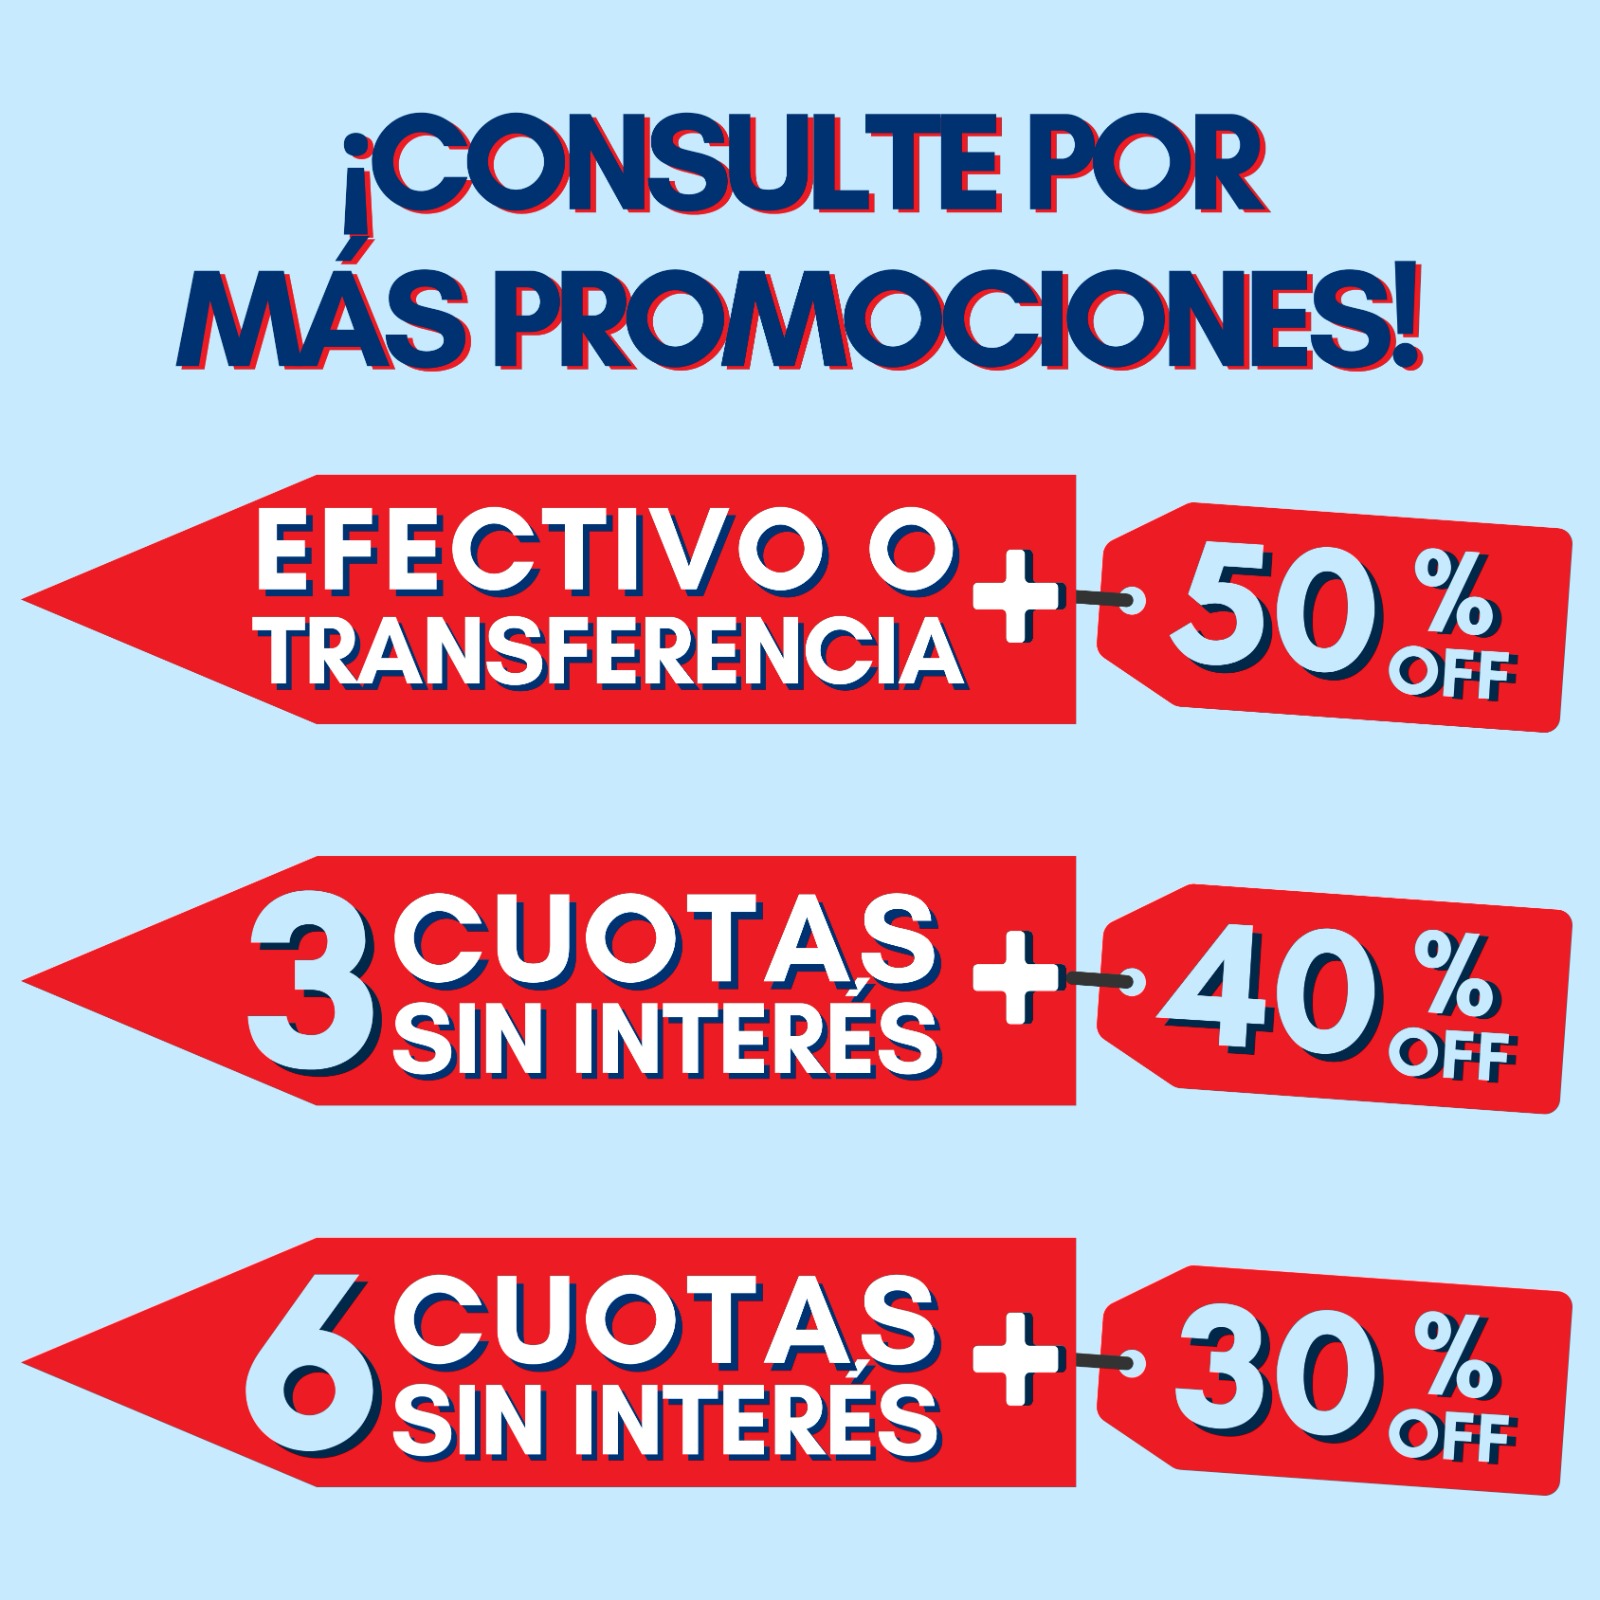 ¡CONSULTE POR
MÁS PROMOCIONES!
EFECTIVO O
TRANSFERENCIA
+
50 %
OFF
3 CUOTAS
SIN INTERÉS
+
40 %
OFF
6 CUOTAS
SIN INTERÉS
+
30 %
OFF